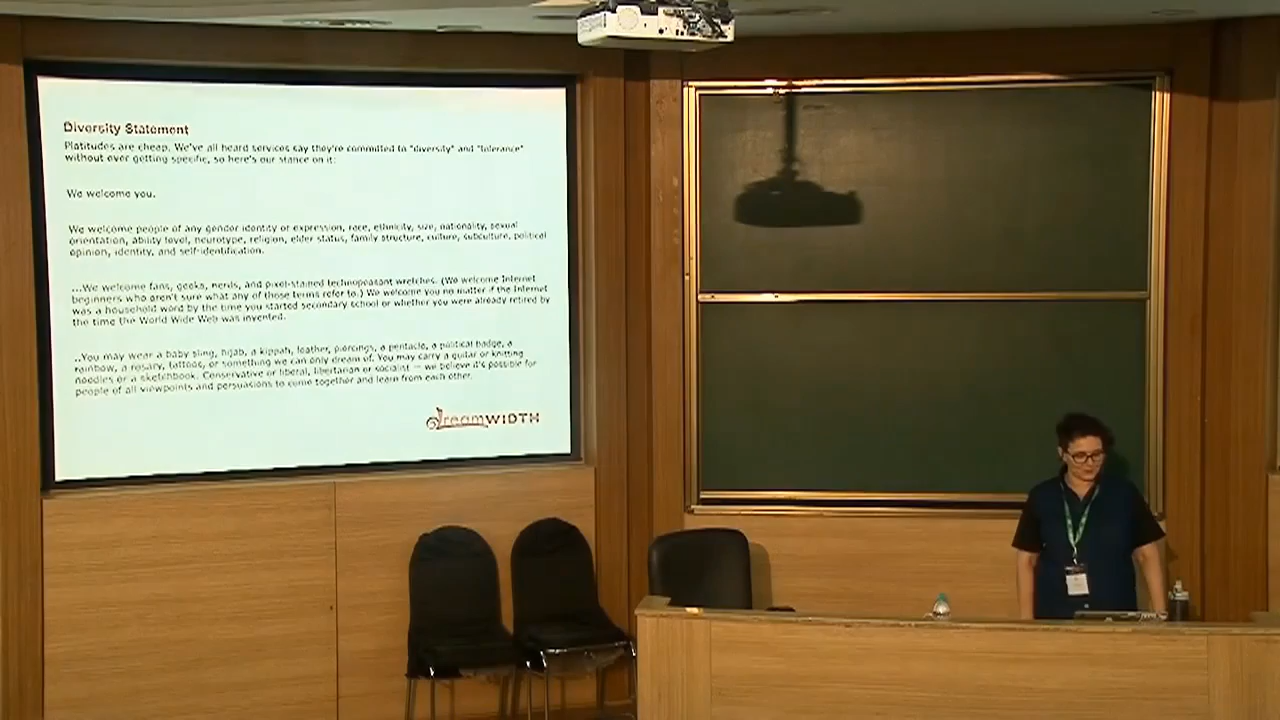 Diversity Statement
Platitudes are cheap. We've all heard services say they're committed to "diversity" and "tolerance"
without ever getting specific, so here's our stance on it:
We welcome you.
We welcome people of any gender identity or expression, race, ethnicity, size, nationality, sexual
orientation, ability level, neurotype, religion, elder status, family structure, culture, subculture, political
opinion, identity, and self-identification.
...We welcome fans, geeks, nerds, and pixel-stained technopeasant wretches. (We welcome Internet
beginners who aren't sure what any of those terms refer to.) We welcome you no matter if the Internet
was a household word by the time you started secondary school or whether you were already retired by
the time the World Wide Web was invented.
..You may wear a baby sling, hijab, a kippah, leather, piercings, a pentacle, a political badge, a
rainbow, a rosary, tattoos, or something we can only dream of. You may carry a guitar or knitting
needles or a sketchbook. Conservative or liberal, libertarian or socialist — we believe it's possible for
people of all viewpoints and persuasions to come together and learn from each other.
dreamWIDTH